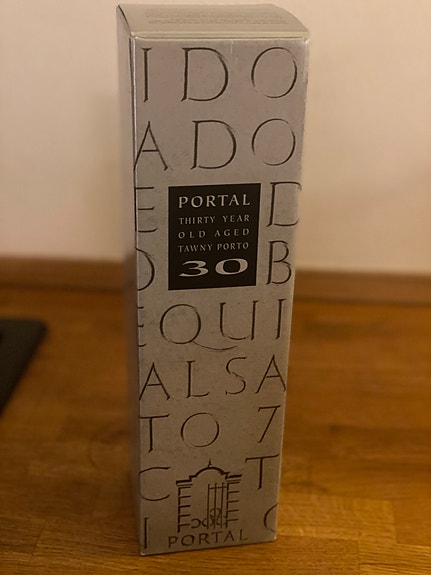 IDO
ADO
E
D
PORTAL
THIRTY YEAR
OLD AGED
TAWNY PORTO
30
B
EQUI
ALSA
TO 7
C
T
I
PORTAL